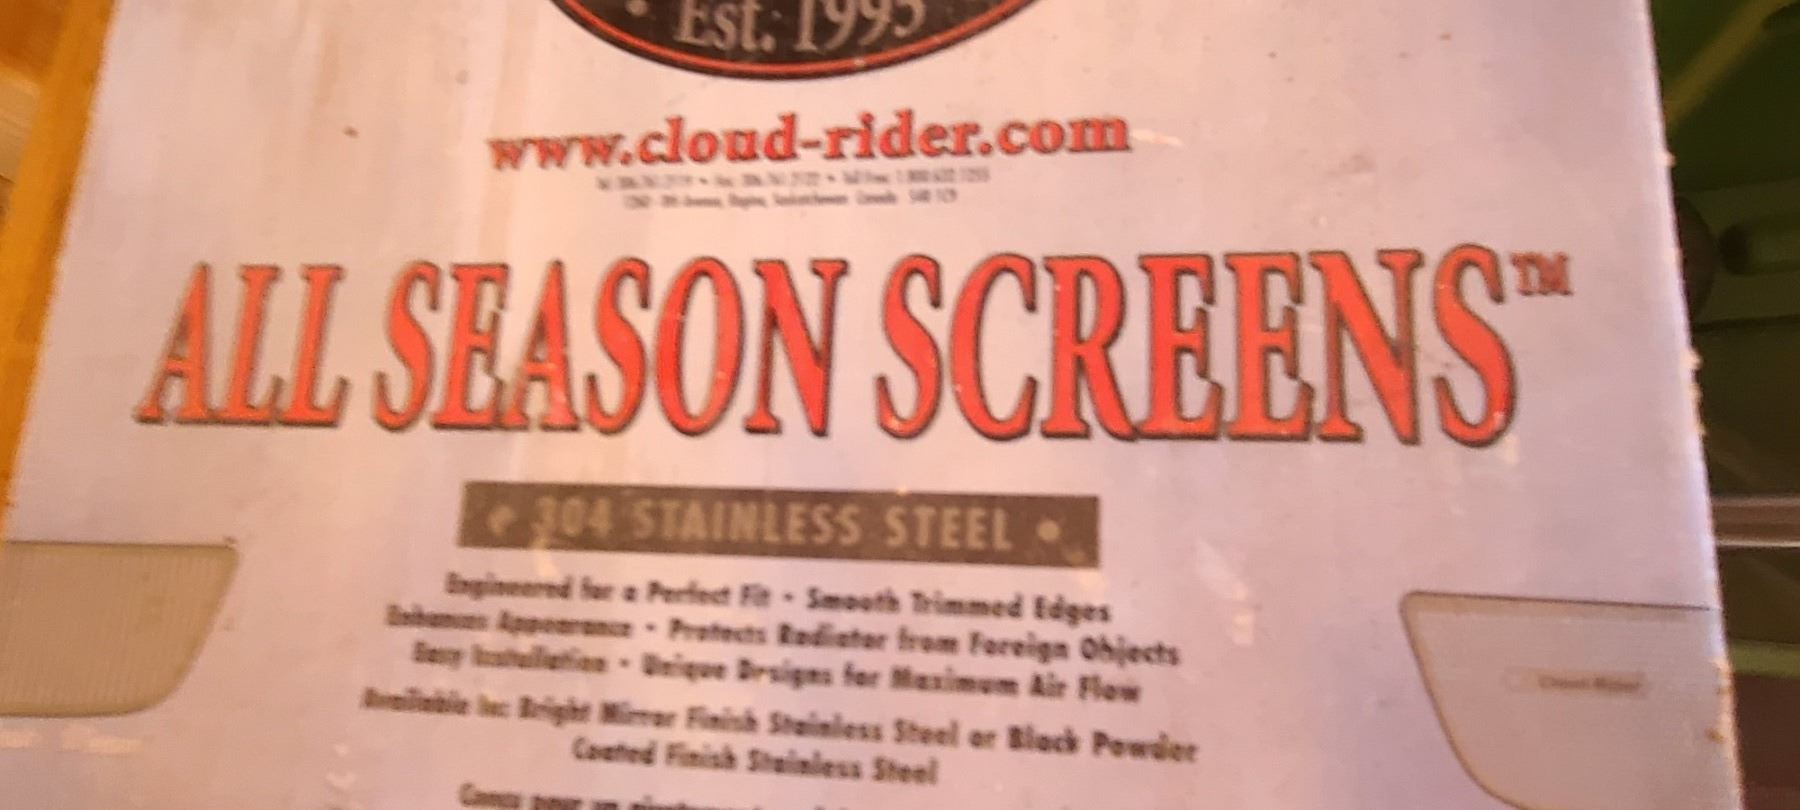 Est. 1995
www.cloud-rider.com
ALL SEASON SCREENS™
• 304 STAINLESS STEEL •
Engineered for a Perfect Fit • Smooth Trimmed Edges
Enhances Appearance • Protects Radiator from Foreign Objects
Easy Installation • Unique Designs for Maximum Air Flow
Available In: Bright Mirror Finish Stainless Steel or Black Powder
Coated Finish Stainless Steel